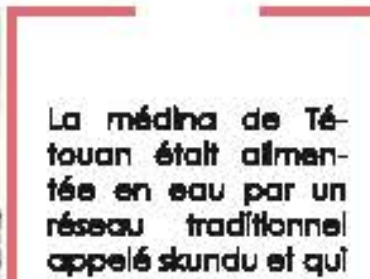 La médina de Té-
touan était alimen-
tée en eau par un
réseau traditionnel
appelé skundu et qui